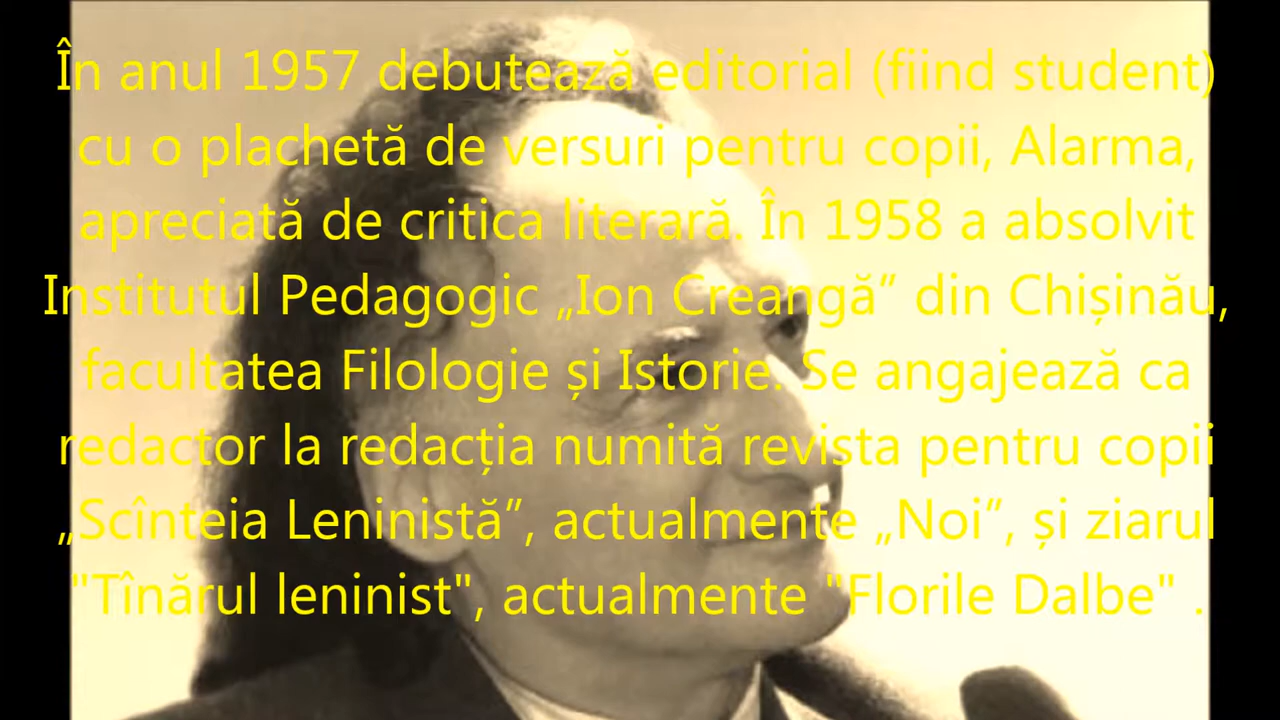 În anul 1957 debutează editorial (fiind student)
cu o plachetă de versuri pentru copii, Alarma,
apreciată de critica literară. În 1958 a absolvit
Institutul Pedagogic „Ion Creangă” din Chișinău,
facultatea Filologie și Istorie. Se angajează ca
redactor la redacția numită revista pentru copii
„Scînteia Leninistă”, actualmente „Noi”, și ziarul
"Tînărul leninist", actualmente "Florile Dalbe" .